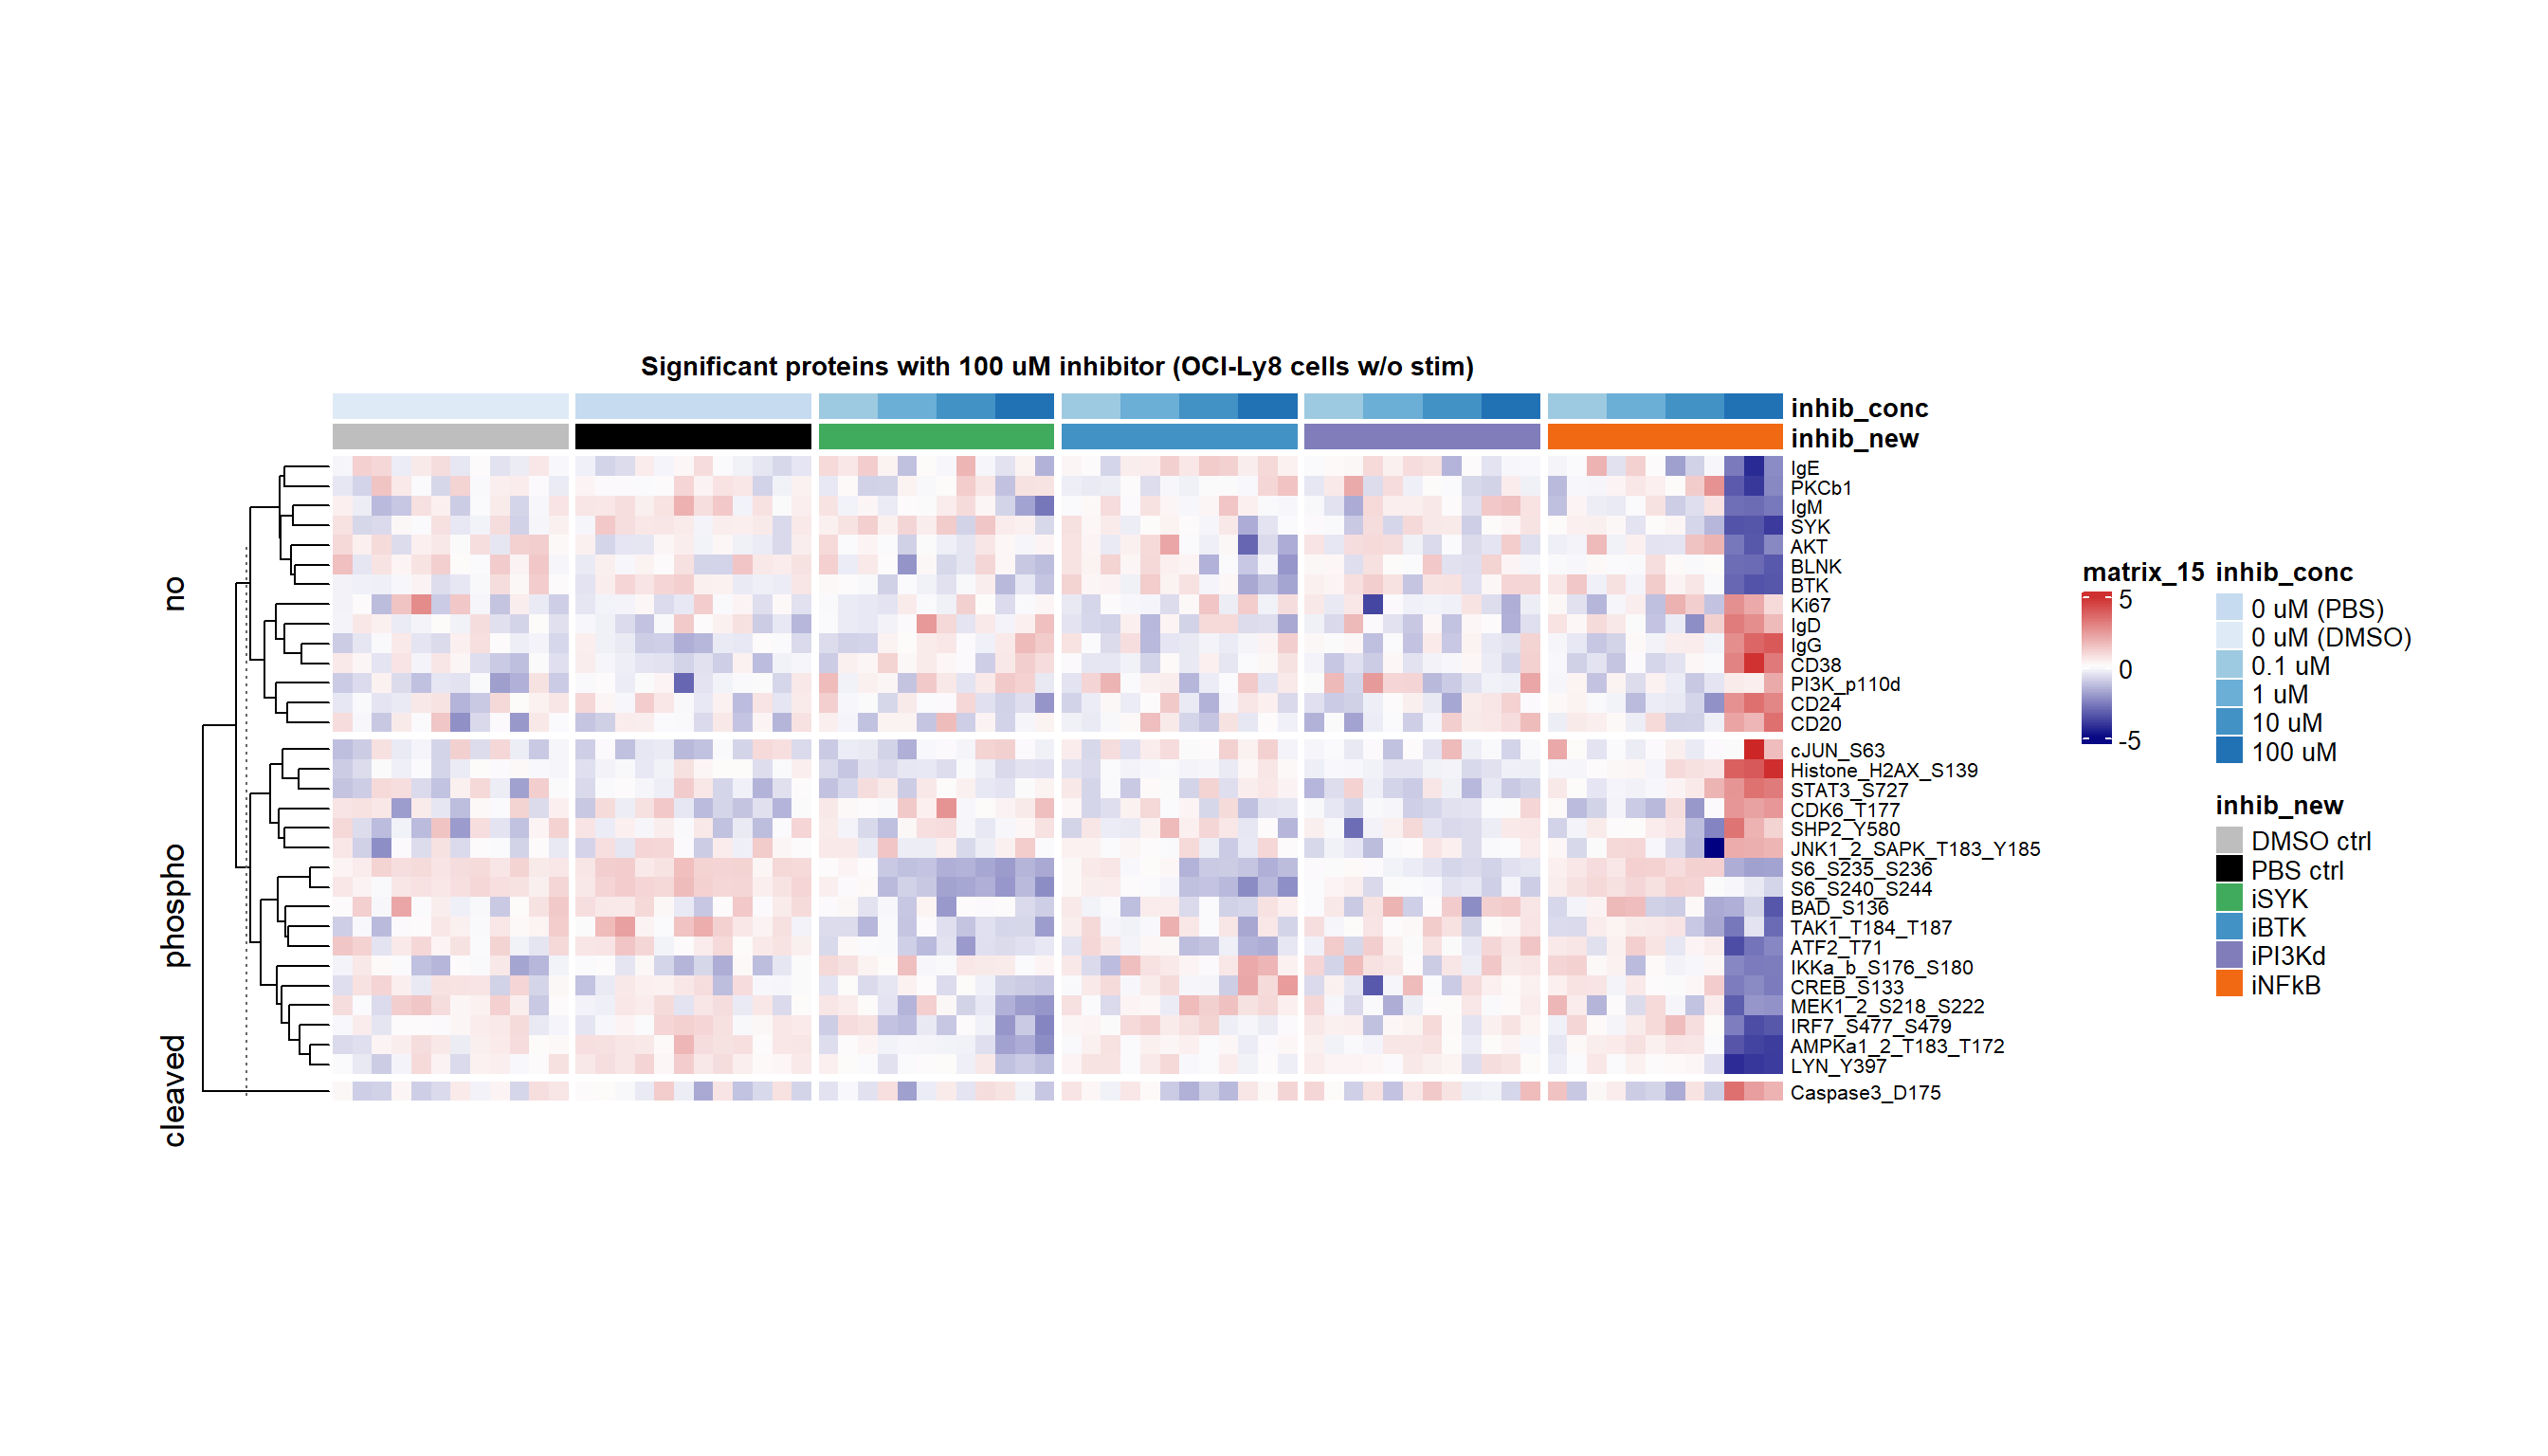 Significant proteins with 100 uM inhibitor (OCI-Ly8 cells w/o stim)
inhib_conc
inhib_new
no
phospho
cleaved
IgE
PKCb1
IgM
SYK
AKT
BLNK
BTK
Ki67
IgD
IgG
CD38
PI3K_p110d
CD24
CD20
cJUN_S63
Histone_H2AX_S139
STAT3_S727
CDK6_T177
SHP2_Y580
JNK1_2_SAPK_T183_Y185
S6_S235_S236
S6_S240_S244
BAD_S136
TAK1_T184_T187
ATF2_T71
IKKa_b_S176_S180
CREB_S133
MEK1_2_S218_S222
IRF7_S477_S479
AMPKa1_2_T183_T172
LYN_Y397
Caspase3_D175
matrix_15
5
0
-5
inhib_conc
0 uM (PBS)
0 uM (DMSO)
0.1 uM
1 uM
10 uM
100 uM
inhib_new
DMSO ctrl
PBS ctrl
iSYK
iBTK
iPI3Kd
iNFkB